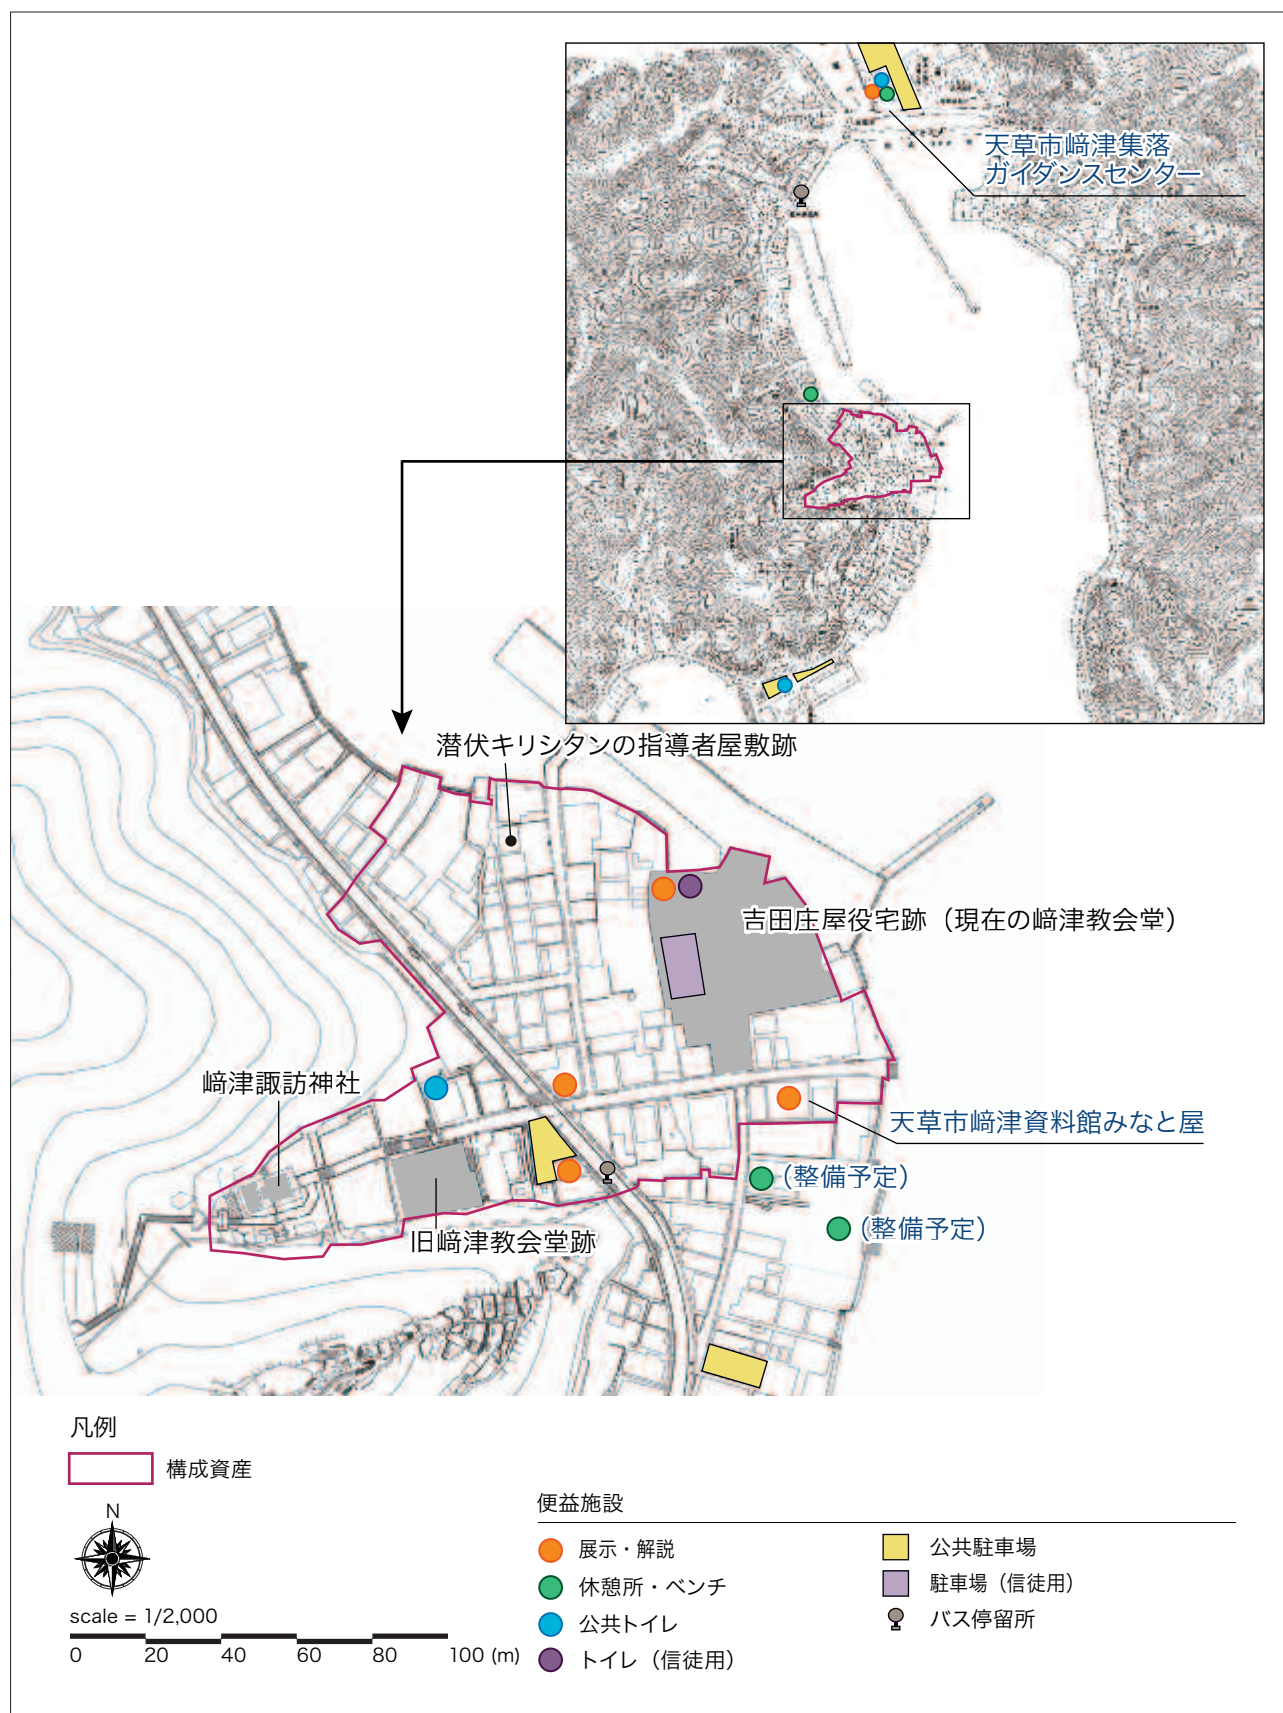 天草市﨑津集落
ガイダンスセンター
潜伏キリシタンの指導者屋敷跡
吉田庄屋役宅跡（現在の﨑津教会堂）
﨑津諏訪神社
天草市﨑津資料館みなと屋
（整備予定）
（整備予定）
旧﨑津教会堂跡
凡例
構成資産
N
scale = 1/2,000
0 20 40 60 80 100 (m)
便益施設
展示・解説
休憩所・ベンチ
公共トイレ
トイレ（信徒用）
公共駐車場
駐車場（信徒用）
バス停留所